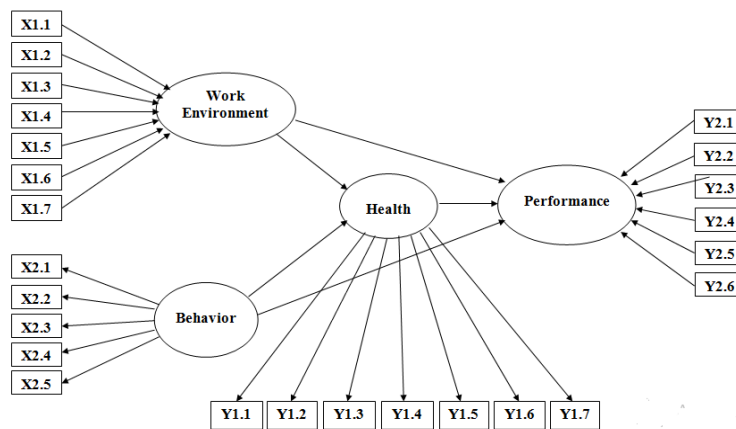 X1.1
X1.2
X1.3
X1.4
X1.5
X1.6
X1.7
Work
Environment
Y2.1
Y2.2
Y2.3
Y2.4
Y2.5
Y2.6
Health
Performance
X2.1
X2.2
X2.3
X2.4
X2.5
Behavior
Y1.1
Y1.2
Y1.3
Y1.4
Y1.5
Y1.6
Y1.7